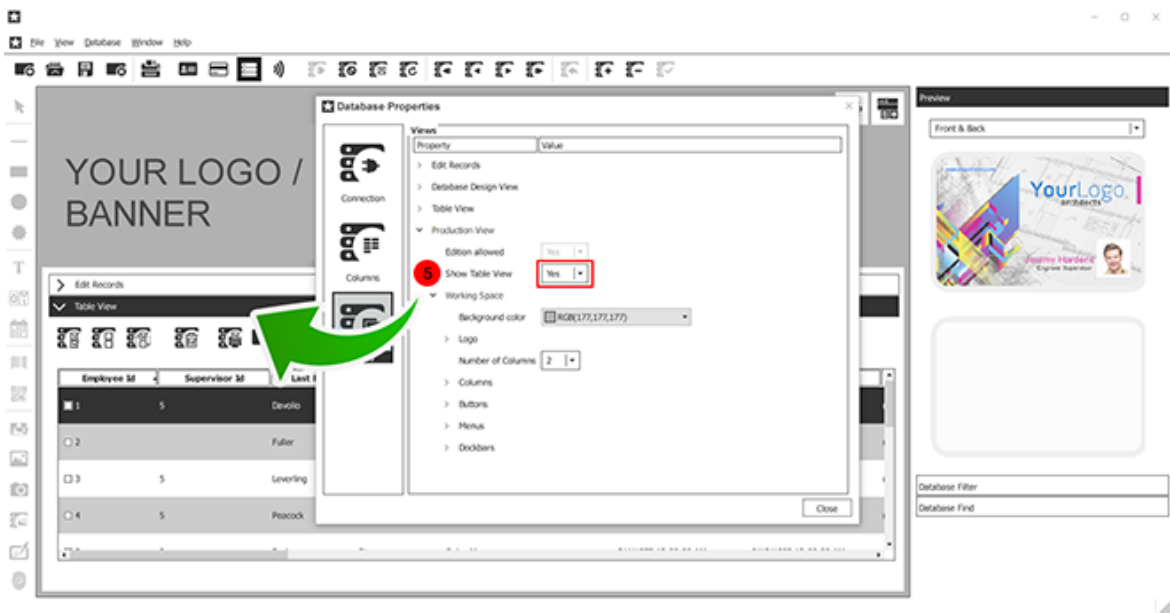 File View Database Window Help
YOUR LOGO /
BANNER
Edit Records
Table View
Employee Id
Supervisor Id
Last
1 5 Davolio
2 Fuller
3 5 Leverling
4 5 Peacock
Database Properties
Connection
Columns
Views
Property Value
Edit Records
Database Design View
Table View
Production View
Edition allowed Yes
5 Show Table View Yes
Working Space
Background color RGB(177,177,177)
Logo
Number of Columns 2
Columns
Buttons
Menus
Dockbars
Close
Preview
Front & Back
YourLogo
architects
Jeremy Harders
Engineer Supervisor
Database Filter
Database Find